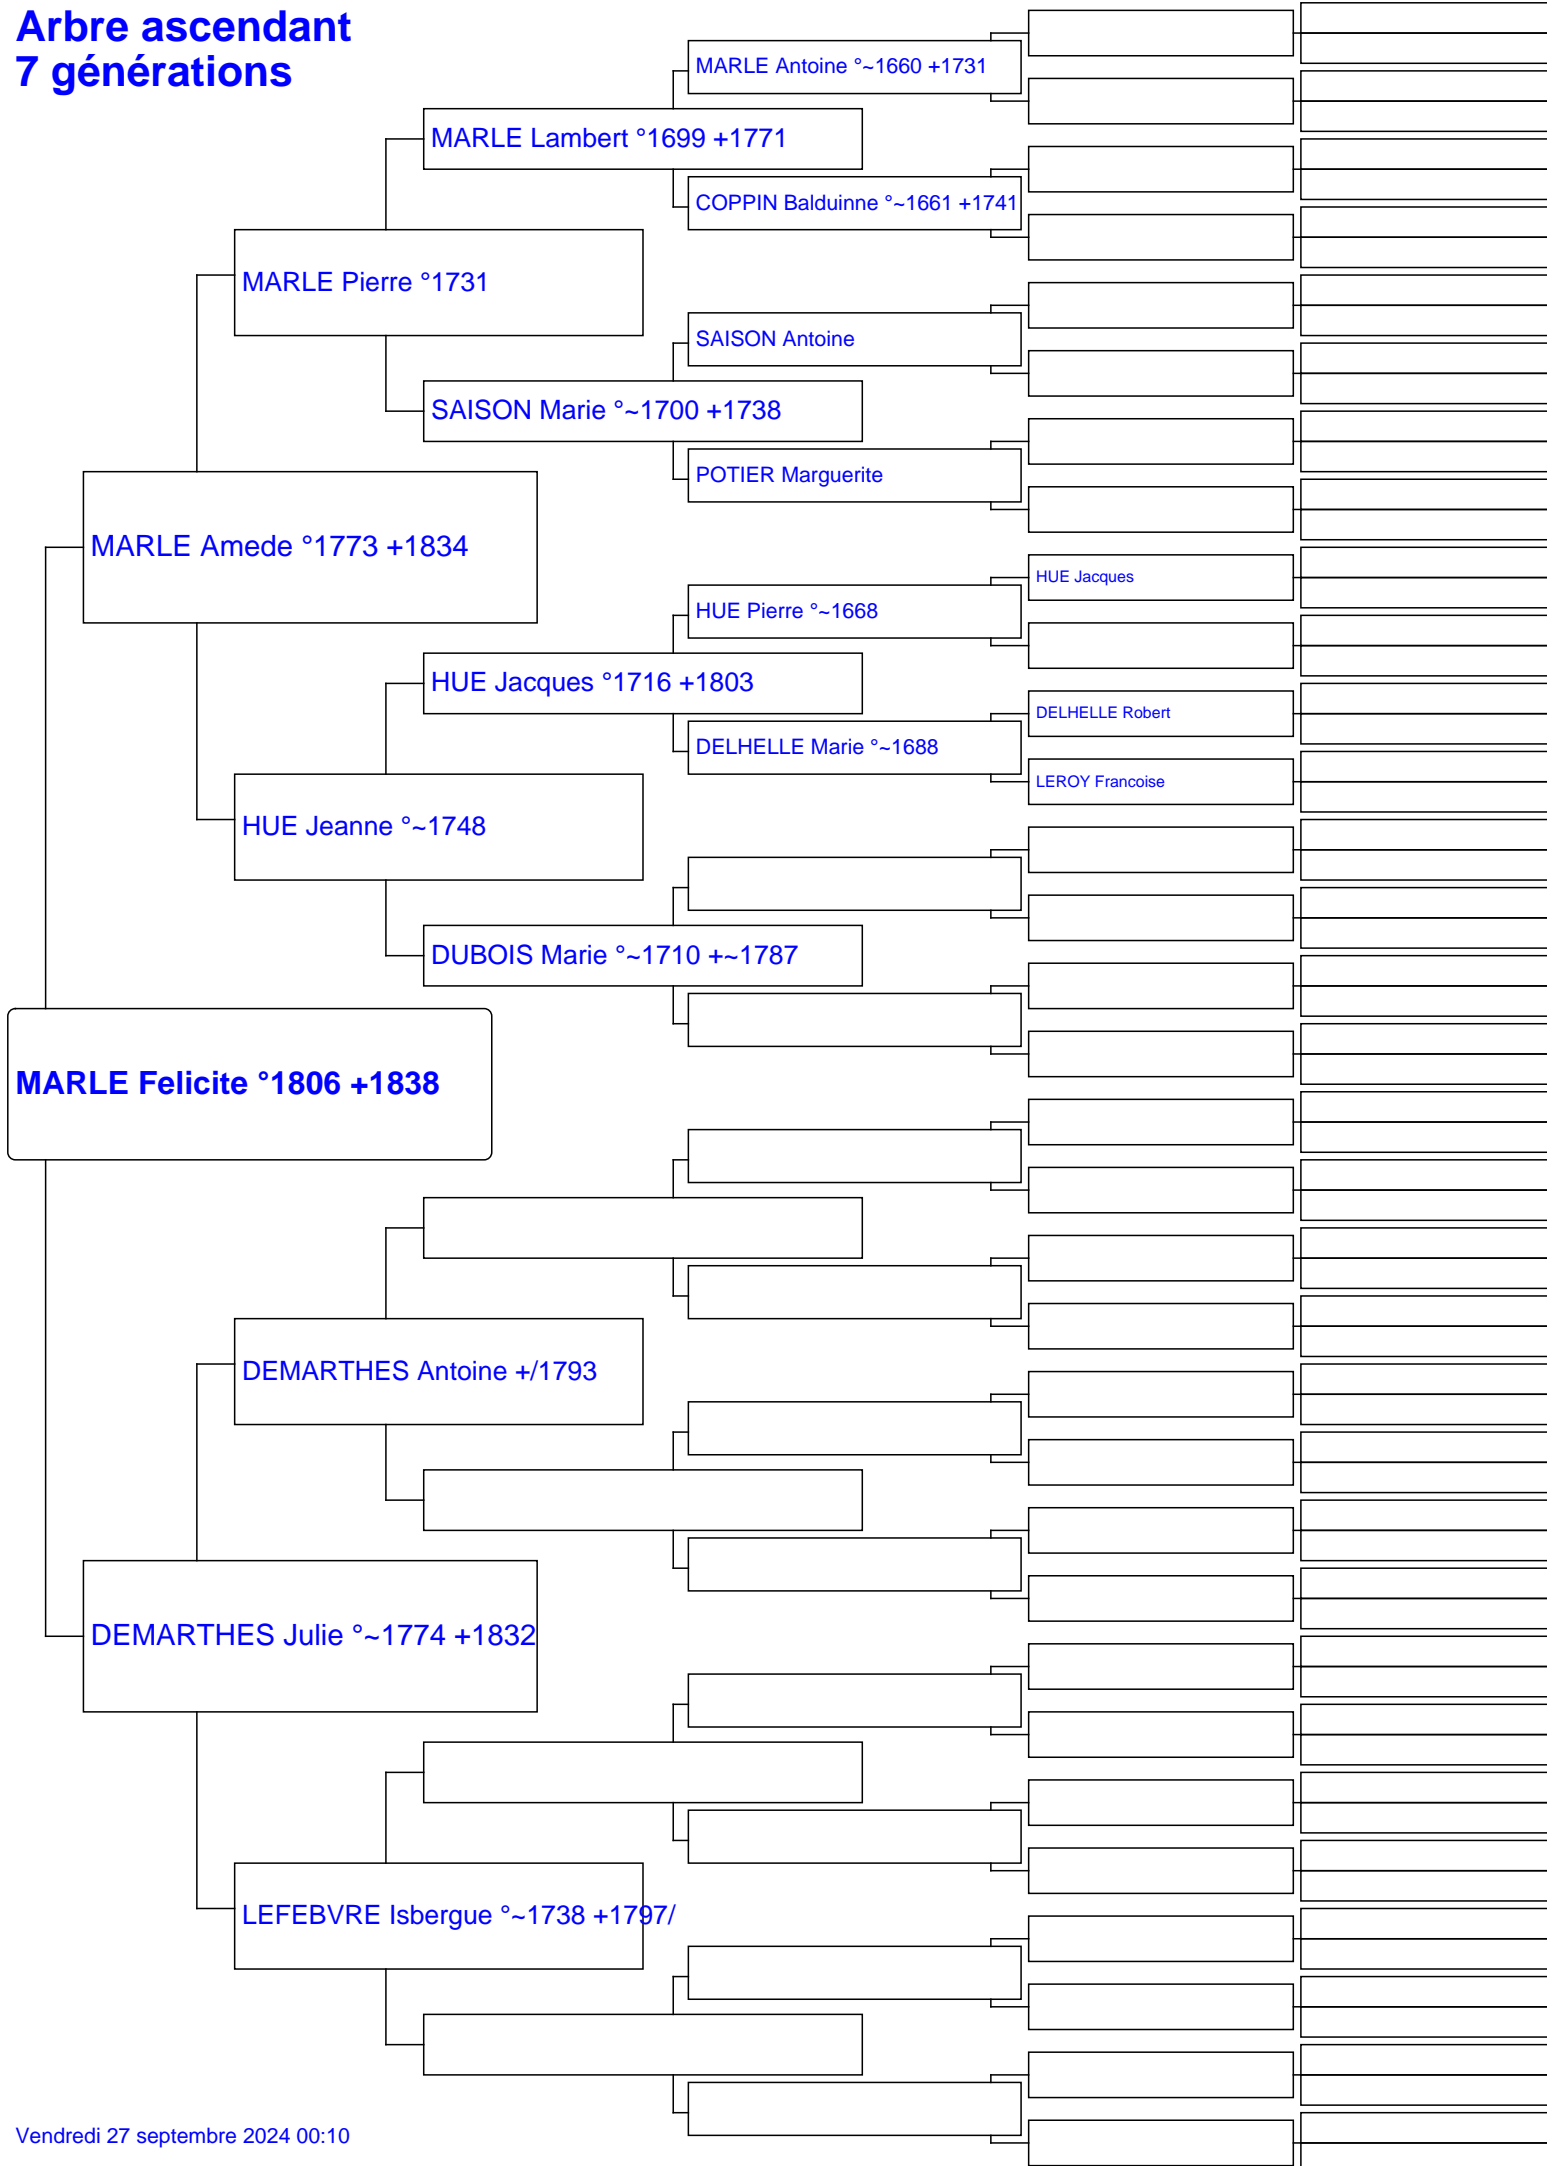 Arbre ascendant
7 générations
MARLE Antoine °~1660 +1731
MARLE Lambert °1699 +1771
COPPIN Balduinne °~1661 +1741
MARLE Pierre °1731
SAISON Antoine
SAISON Marie °~1700 +1738
POTIER Marguerite
MARLE Amede °1773 +1834
HUE Jacques
HUE Pierre °~1668
HUE Jacques °1716 +1803
DELHELLE Robert
DELHELLE Marie °~1688
LEROY Francoise
HUE Jeanne °~1748
DUBOIS Marie °~1710 +~1787
MARLE Felicite °1806 +1838
DEMARTHES Antoine +/1793
DEMARTHES Julie °~1774 +1832
LEFEBVRE Isbergue °~1738 +1797/
Vendredi 27 septembre 2024 00:10